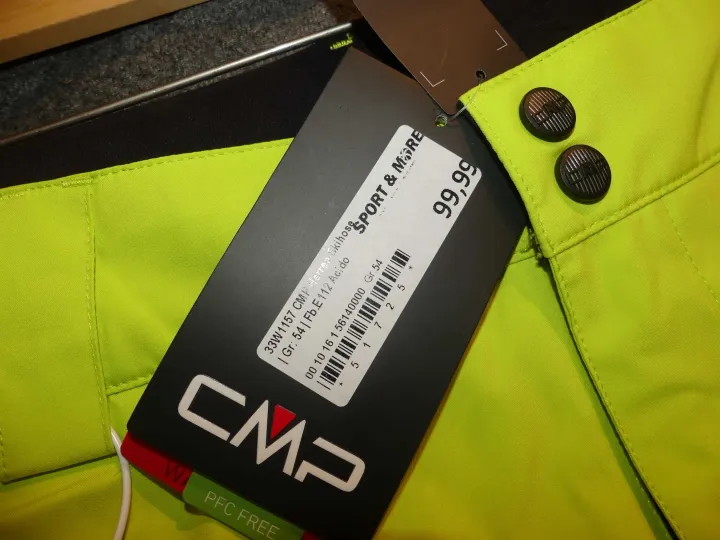 SPORT & MORE
99,99
33W1157 CMP Herren Skihose
| Gr. 54 | Fb.E112 Acido
00 10 16 1 56140000 Gr.54
* 5 1 7 2 5 *
CMP
PFC FREE